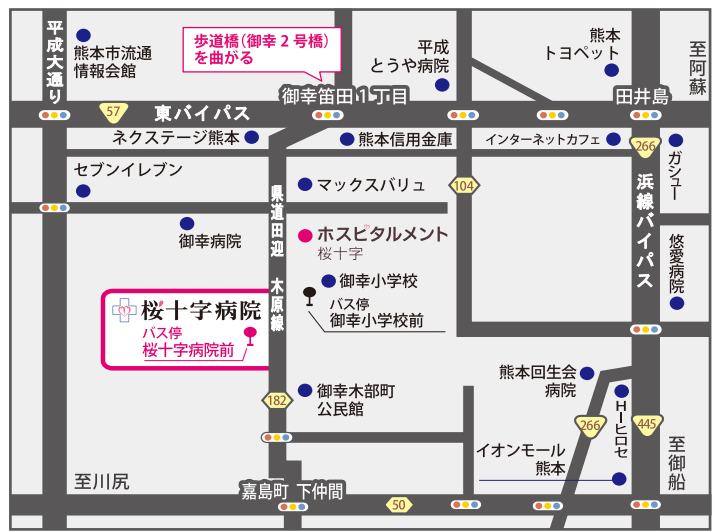 平成大通り
熊本市流通
情報会館
歩道橋（御幸２号橋）
を曲がる
平成
とうや病院
熊本
トヨペット
至阿蘇
57
東バイパス
御幸笛田１丁目
田井島
ネクステージ熊本
熊本信用金庫
インターネットカフェ
266
ガシュー
セブンイレブン
県道田迎 木原線
マックスバリュ
104
浜線バイパス
御幸病院
ホスピタルメント
桜十字
悠愛病院
御幸小学校
バス停
御幸小学校前
桜十字病院
バス停
桜十字病院前
熊本回生会
病院
182
御幸木部町
公民館
Hーヒロセ
266
445
イオンモール
熊本
至御船
至川尻
嘉島町 下仲間
50